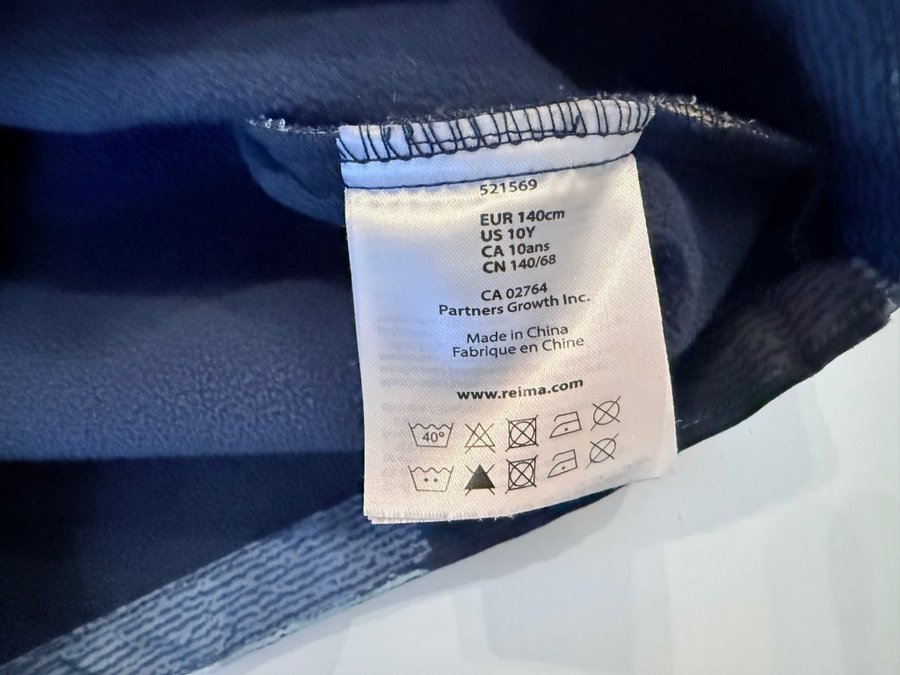 521569
EUR 140cm
US 10Y
CA 10ans
CN 140/68
CA 02764
Partners Growth Inc.
Made in China
Fabrique en Chine
www.reima.com
40°